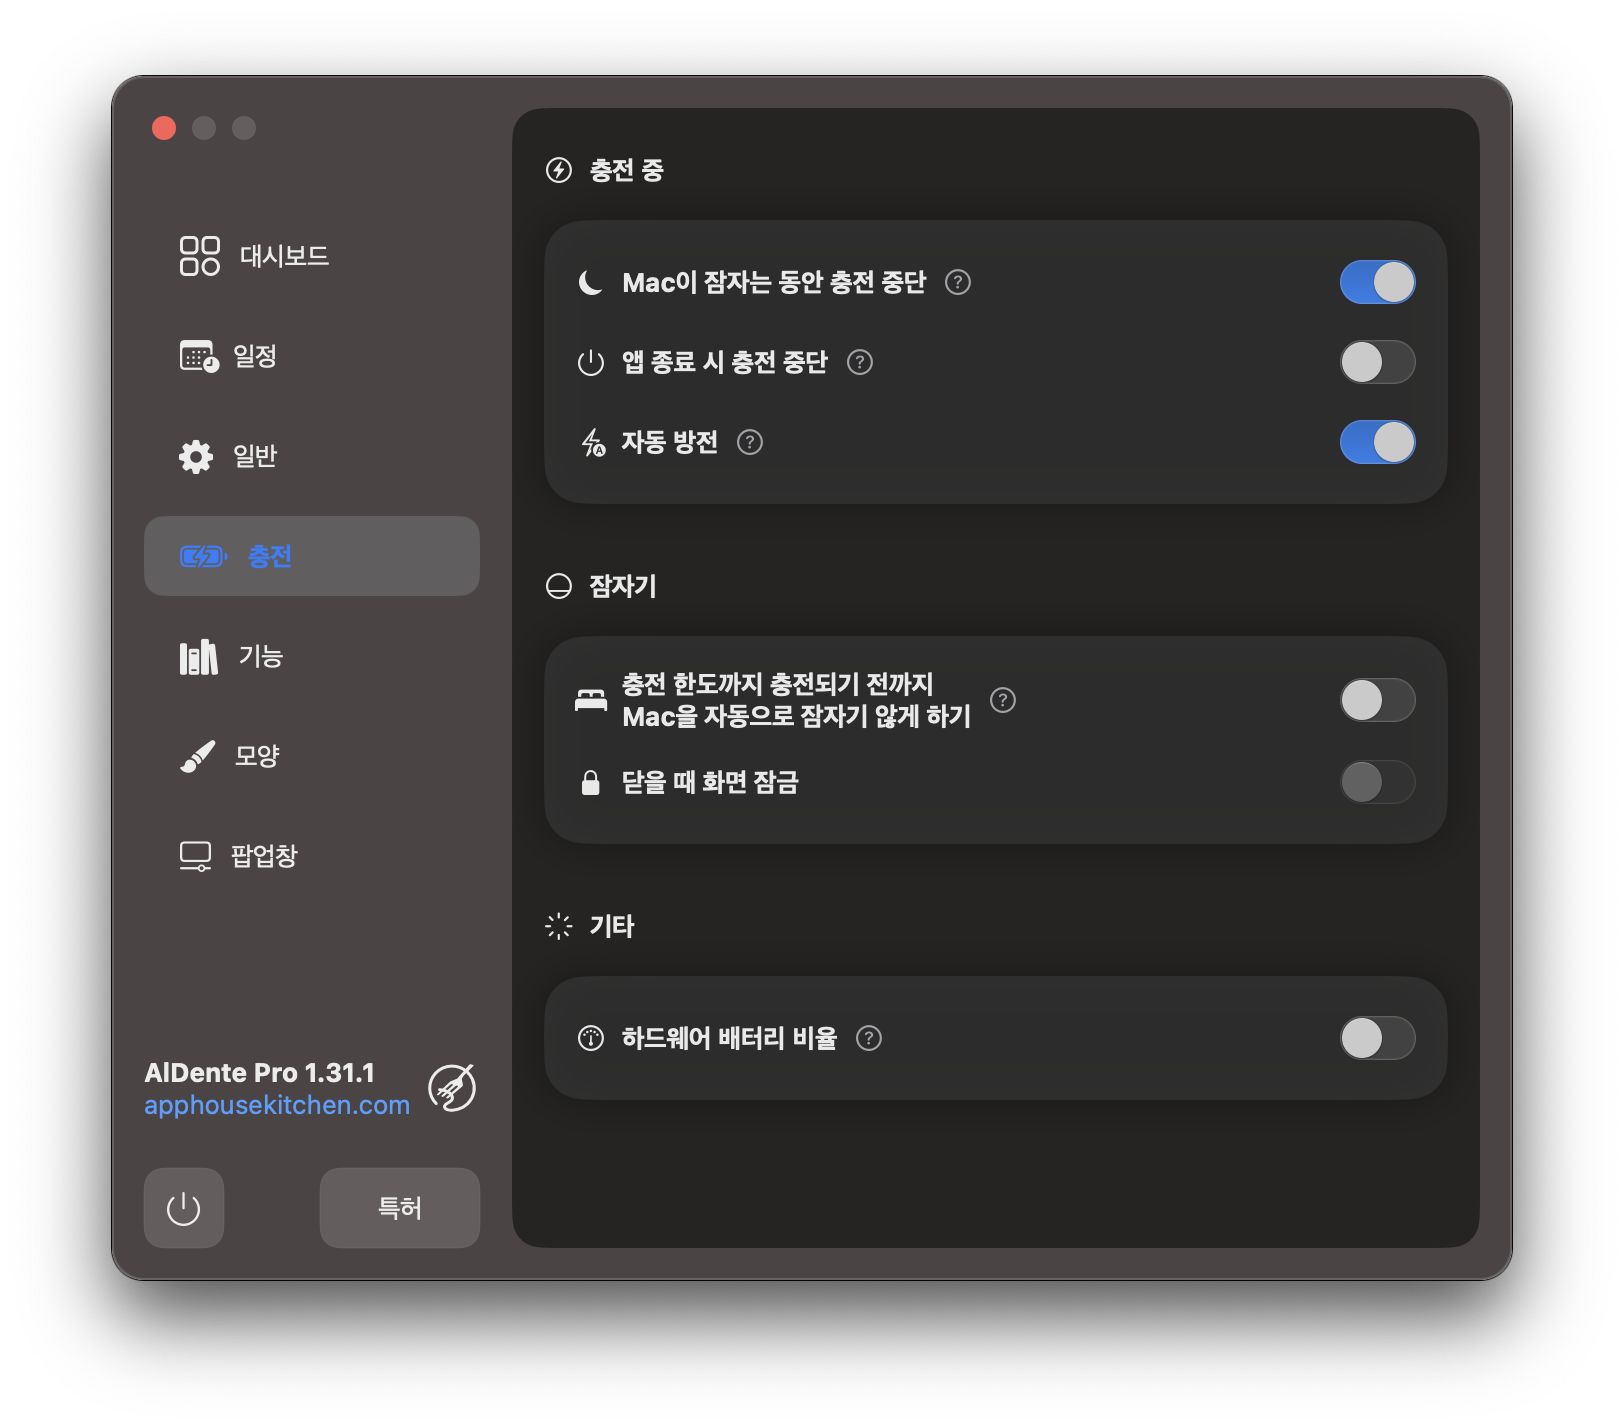 대시보드
일정
일반
충전
기능
모양
팝업창
AlDente Pro 1.31.1
apphousekitchen.com
특허
충전 중
Mac이 잠자는 동안 충전 중단 ?
앱 종료 시 충전 중단 ?
A 자동 방전 ?
잠자기
충전 한도까지 충전되기 전까지
Mac을 자동으로 잠자기 않게 하기 ?
닫을 때 화면 잠금
기타
하드웨어 배터리 비율 ?